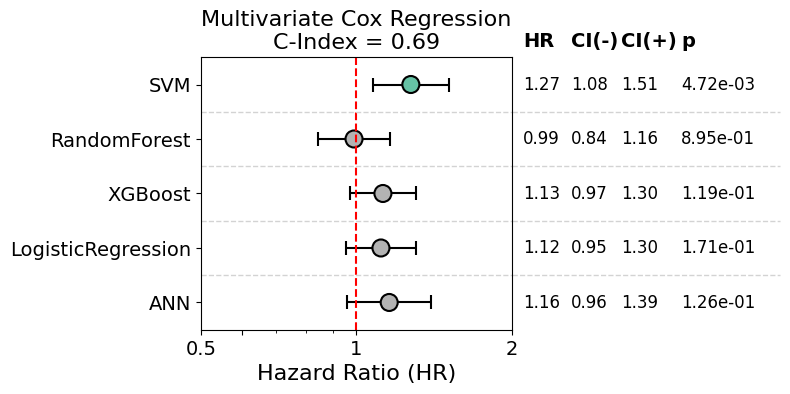 Multivariate Cox Regression
C-Index = 0.69
HR CI(-) CI(+) p
SVM 1.27 1.08 1.51 4.72e-03
RandomForest 0.99 0.84 1.16 8.95e-01
XGBoost 1.13 0.97 1.30 1.19e-01
LogisticRegression 1.12 0.95 1.30 1.71e-01
ANN 1.16 0.96 1.39 1.26e-01
0.5 1 2
Hazard Ratio (HR)